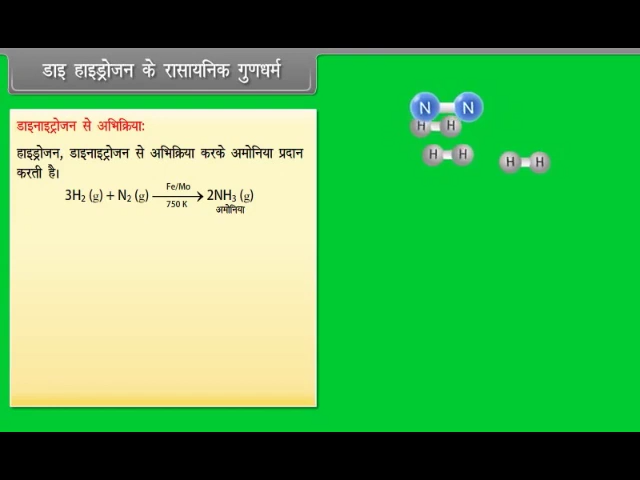 डाइ हाइड्रोजन के रासायनिक गुणधर्म
डाइनाइट्रोजन से अभिक्रिया:
हाइड्रोजन, डाइनाइट्रोजन से अभिक्रिया करके अमोनिया प्रदान
करती है।
Fe/Mo
3H₂ (g) + N₂ (g) ⟶ 2NH₃ (g)
750 K
अमोनिया
N N
H H
H H
H H